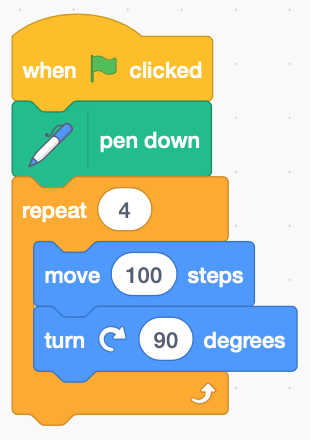 when clicked
pen down
repeat 4
move 100 steps
turn 90 degrees